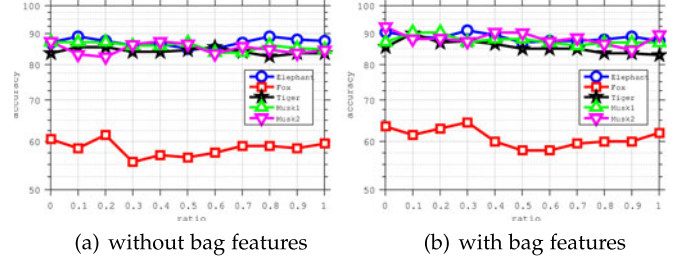 100
90
80
70
60
50
accuracy
Elephant
Fox
Tiger
Musk1
Musk2
0 0.1 0.2 0.3 0.4 0.5 0.6 0.7 0.8 0.9 1
ratio
(a) without bag features
100
90
80
70
60
50
accuracy
Elephant
Fox
Tiger
Musk1
Musk2
0 0.1 0.2 0.3 0.4 0.5 0.6 0.7 0.8 0.9 1
ratio
(b) with bag features